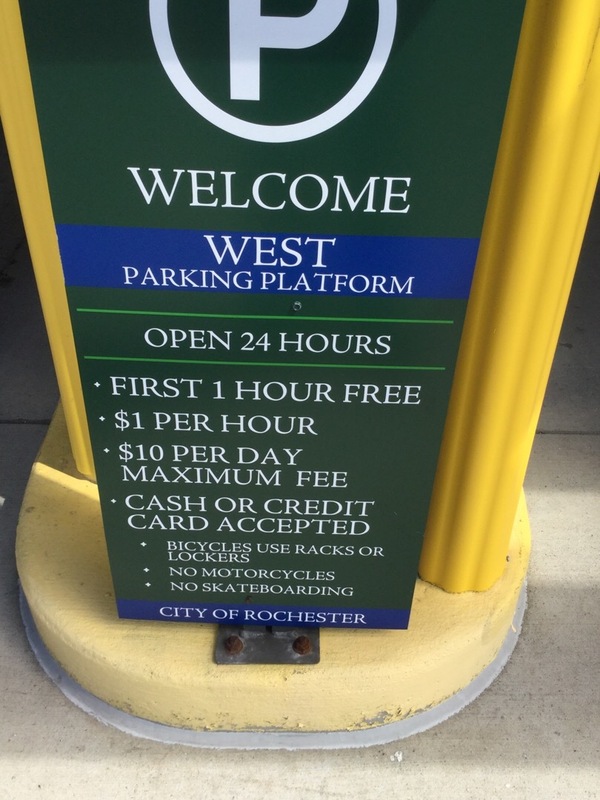 P
WELCOME
WEST
PARKING PLATFORM
OPEN 24 HOURS
• FIRST 1 HOUR FREE
• $1 PER HOUR
• $10 PER DAY
MAXIMUM FEE
• CASH OR CREDIT
CARD ACCEPTED
• BICYCLES USE RACKS OR
LOCKERS
• NO MOTORCYCLES
• NO SKATEBOARDING
CITY OF ROCHESTER